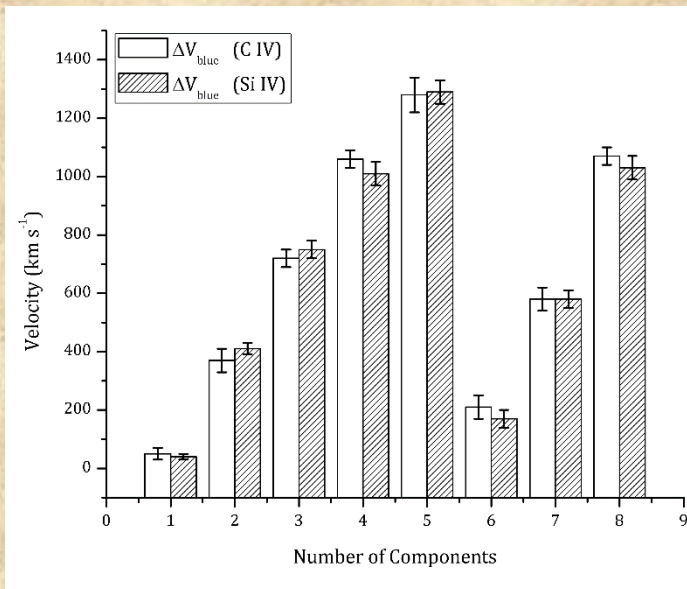 ΔV_blue (C IV)
ΔV_blue (Si IV)
1400
1200
1000
800
600
400
200
0
Velocity (km s⁻¹)
0 1 2 3 4 5 6 7 8 9
Number of Components